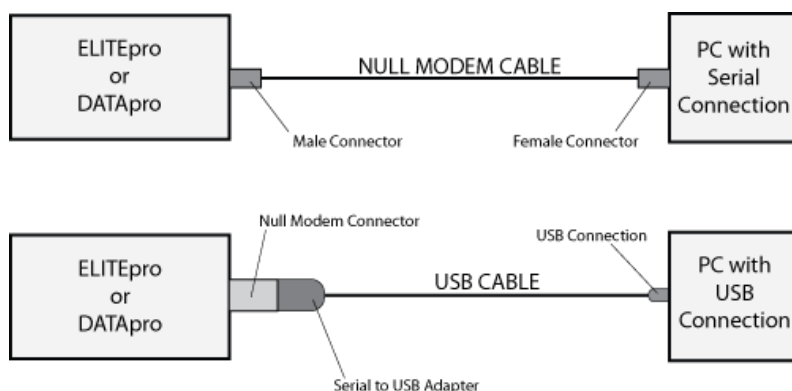 ELITEpro
or
DATApro
NULL MODEM CABLE
PC with
Serial
Connection
Male Connector
Female Connector
Null Modem Connector
USB Connection
ELITEpro
or
DATApro
USB CABLE
PC with
USB
Connection
Serial to USB Adapter